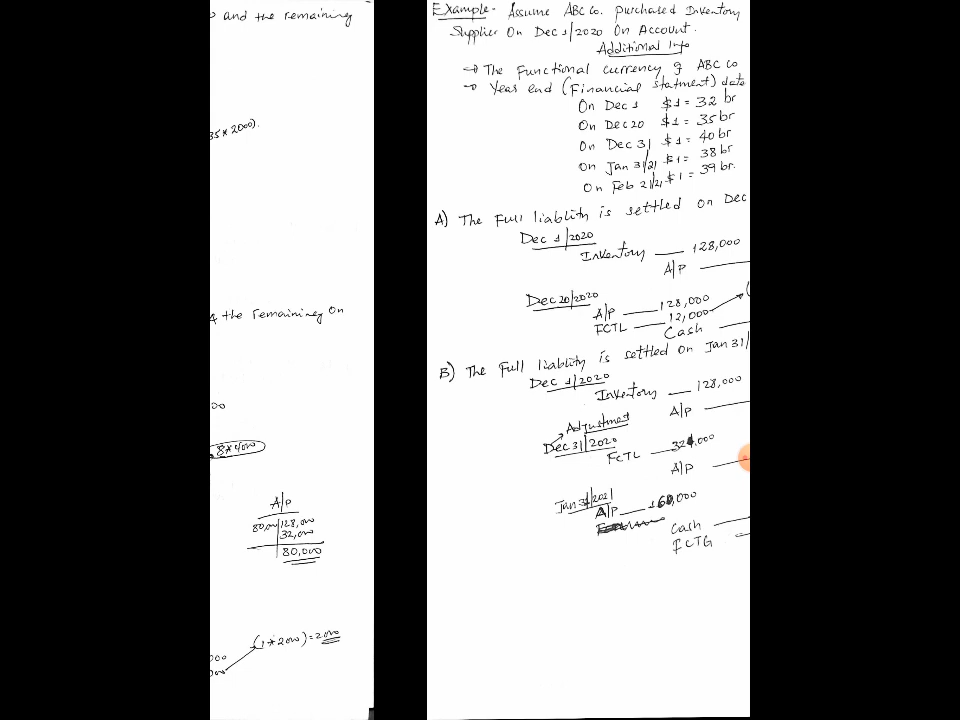 and the remaining
35*2000).
& the remaining On
00
8*4000
A/P
80,000 128,000
32,000
80,000
(1*2000)=2000
000
000
Example- Assume ABC Co. purchased Inventory
Supplier On Dec 1/2020 On Account.
Additional Info
→ The Functional currency of ABC Co
→ Year end (Financial statment) date
On Dec 1 $1 = 32 br
On Dec 20 $1 = 35 br
On Dec 31 $1 = 40 br
on Jan 31/21 $1 = 38 br
On Feb 21/21 $1 = 39 br.
A) The Full liablity is settled on Dec
Dec 1/2020
Inventory 128,000
A/P
Dec 20/2020
A/P 128,000
FCTL 12,000
Cash
B) The Full liablity is settled on Jan 31/
Dec 1/2020
Inventory 128,000
A/P
Adjustment
Dec 31/2020
FCTL 32,000
A/P
Jan 31/2021
A/P 160,000
Cash
FCTG